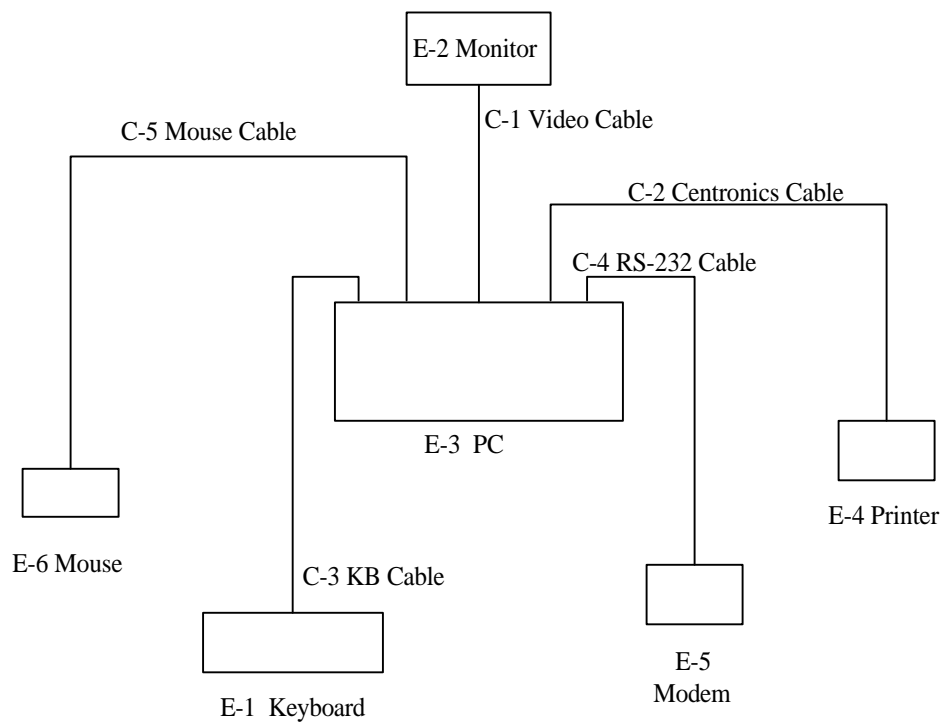 E-2 Monitor
C-1 Video Cable
C-5 Mouse Cable
C-2 Centronics Cable
C-4 RS-232 Cable
E-3 PC
E-4 Printer
E-6 Mouse
C-3 KB Cable
E-5
Modem
E-1 Keyboard